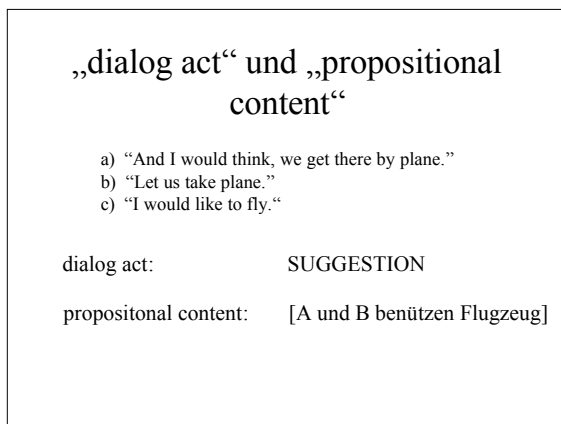 „dialog act“ und „propositional
content“
a) “And I would think, we get there by plane.”
b) “Let us take plane.”
c) “I would like to fly.“
dialog act: SUGGESTION
propositonal content: [A und B benützen Flugzeug]